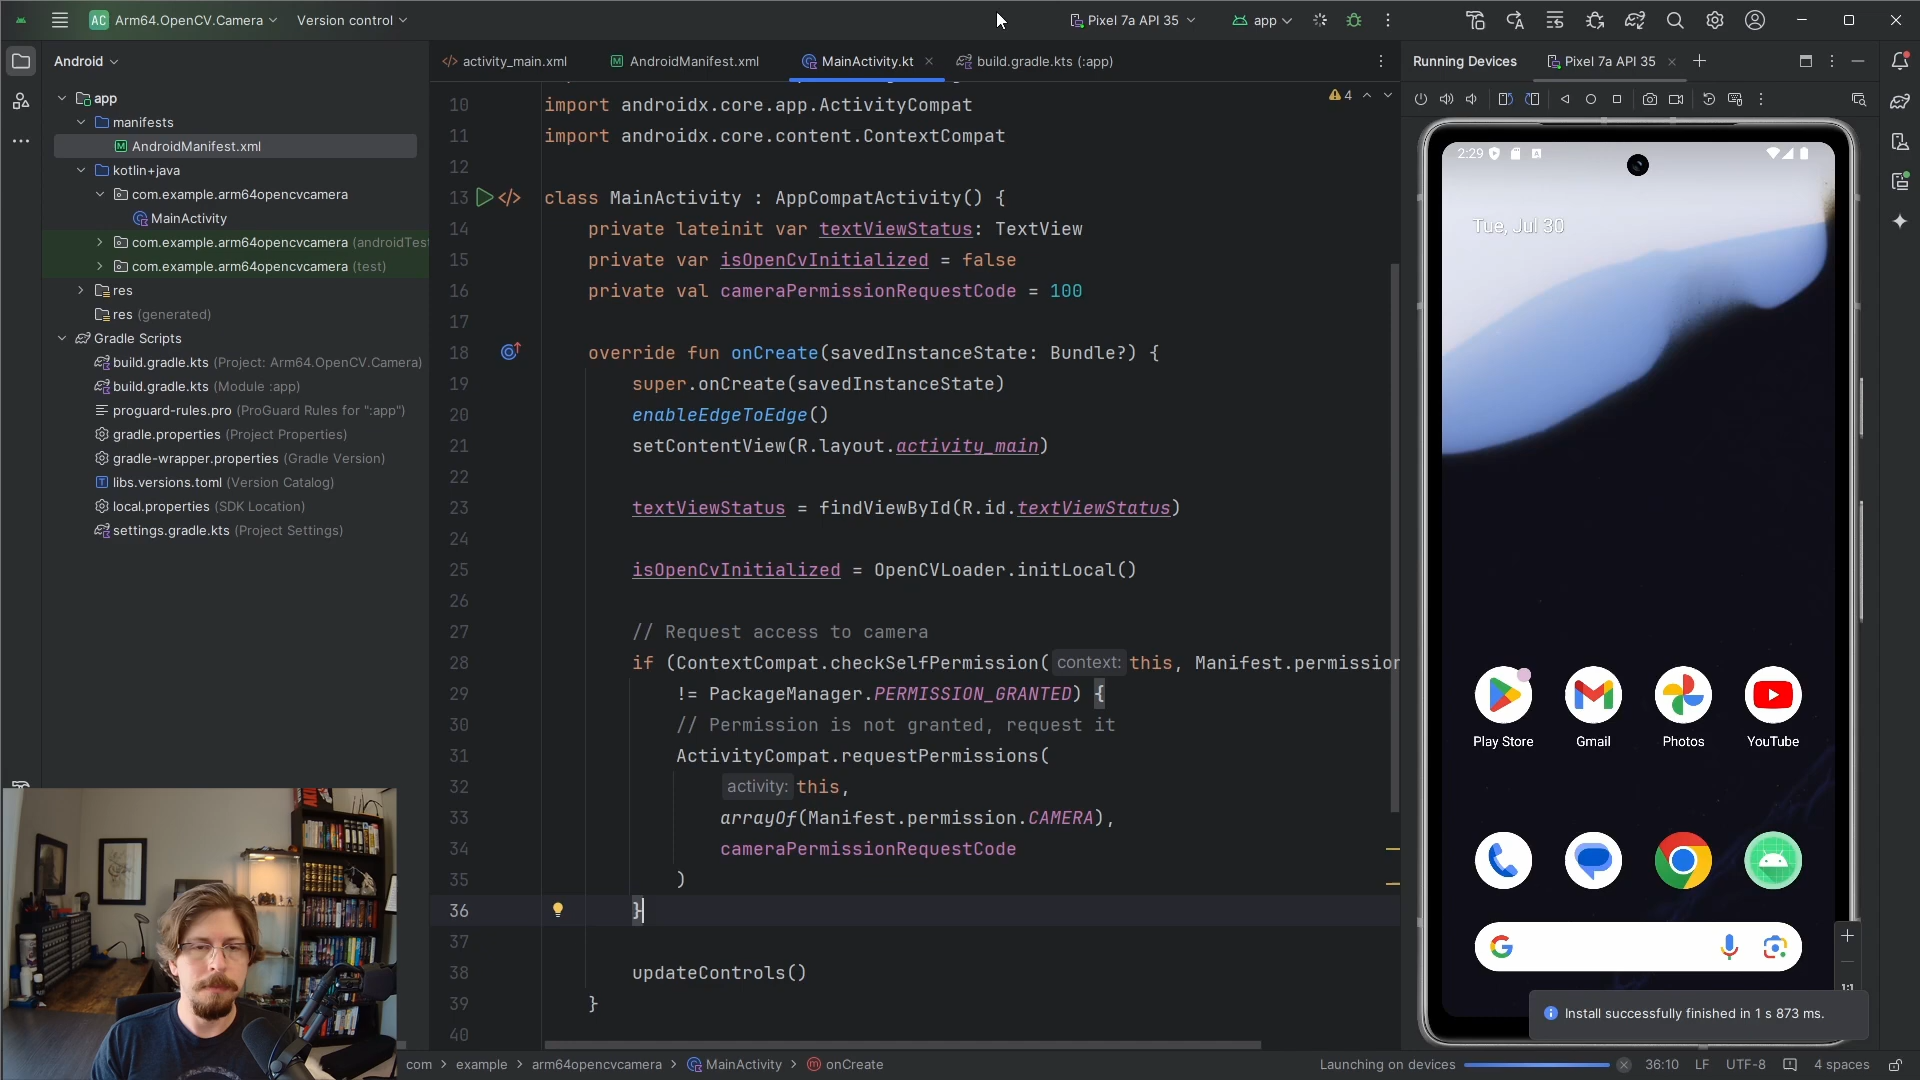 AC Arm64.OpenCV.Camera Version control Pixel 7a API 35 app
Android
app
manifests
AndroidManifest.xml
kotlin+java
com.example.arm64opencvcamera
MainActivity
com.example.arm64opencvcamera (androidTest
com.example.arm64opencvcamera (test)
res
res (generated)
Gradle Scripts
build.gradle.kts (Project: Arm64.OpenCV.Camera)
build.gradle.kts (Module :app)
proguard-rules.pro (ProGuard Rules for ":app")
gradle.properties (Project Properties)
gradle-wrapper.properties (Gradle Version)
libs.versions.toml (Version Catalog)
local.properties (SDK Location)
settings.gradle.kts (Project Settings)
activity_main.xml AndroidManifest.xml MainActivity.kt build.gradle.kts (:app)
4
10 import androidx.core.app.ActivityCompat
11 import androidx.core.content.ContextCompat
12
13 class MainActivity : AppCompatActivity() {
14 private lateinit var textViewStatus: TextView
15 private var isOpenCvInitialized = false
16 private val cameraPermissionRequestCode = 100
17
18 override fun onCreate(savedInstanceState: Bundle?) {
19 super.onCreate(savedInstanceState)
20 enableEdgeToEdge()
21 setContentView(R.layout.activity_main)
22
23 textViewStatus = findViewById(R.id.textViewStatus)
24
25 isOpenCvInitialized = OpenCVLoader.initLocal()
26
27 // Request access to camera
28 if (ContextCompat.checkSelfPermission( context: this, Manifest.permission
29 != PackageManager.PERMISSION_GRANTED) {
30 // Permission is not granted, request it
31 ActivityCompat.requestPermissions(
32 activity: this,
33 arrayOf(Manifest.permission.CAMERA),
34 cameraPermissionRequestCode
35 )
36 }
37
38 updateControls()
39 }
40
Running Devices Pixel 7a API 35
2:29
Tue, Jul 30
Play Store Gmail Photos YouTube
1:1
Install successfully finished in 1 s 873 ms.
com example arm64opencvcamera MainActivity onCreate
Launching on devices 36:10 LF UTF-8 4 spaces